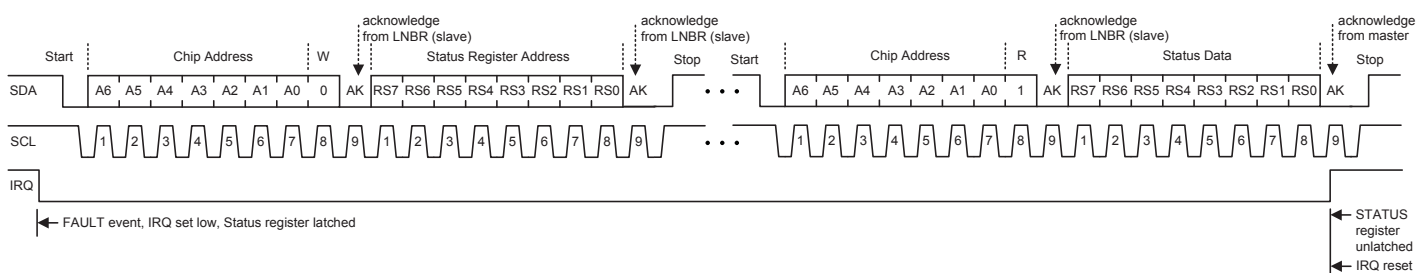 acknowledge
from LNBR (slave)
acknowledge
from LNBR (slave)
acknowledge
from LNBR (slave)
acknowledge
from master
Start Chip Address W Status Register Address Stop Start Chip Address R Status Data Stop
SDA A6 A5 A4 A3 A2 A1 A0 0 AK RS7 RS6 RS5 RS4 RS3 RS2 RS1 RS0 AK • • • A6 A5 A4 A3 A2 A1 A0 1 AK RS7 RS6 RS5 RS4 RS3 RS2 RS1 RS0 AK
SCL 1 2 3 4 5 6 7 8 9 1 2 3 4 5 6 7 8 9 • • • 1 2 3 4 5 6 7 8 9 1 2 3 4 5 6 7 8 9
IRQ
FAULT event, IRQ set low, Status register latched
STATUS
register
unlatched
IRQ reset